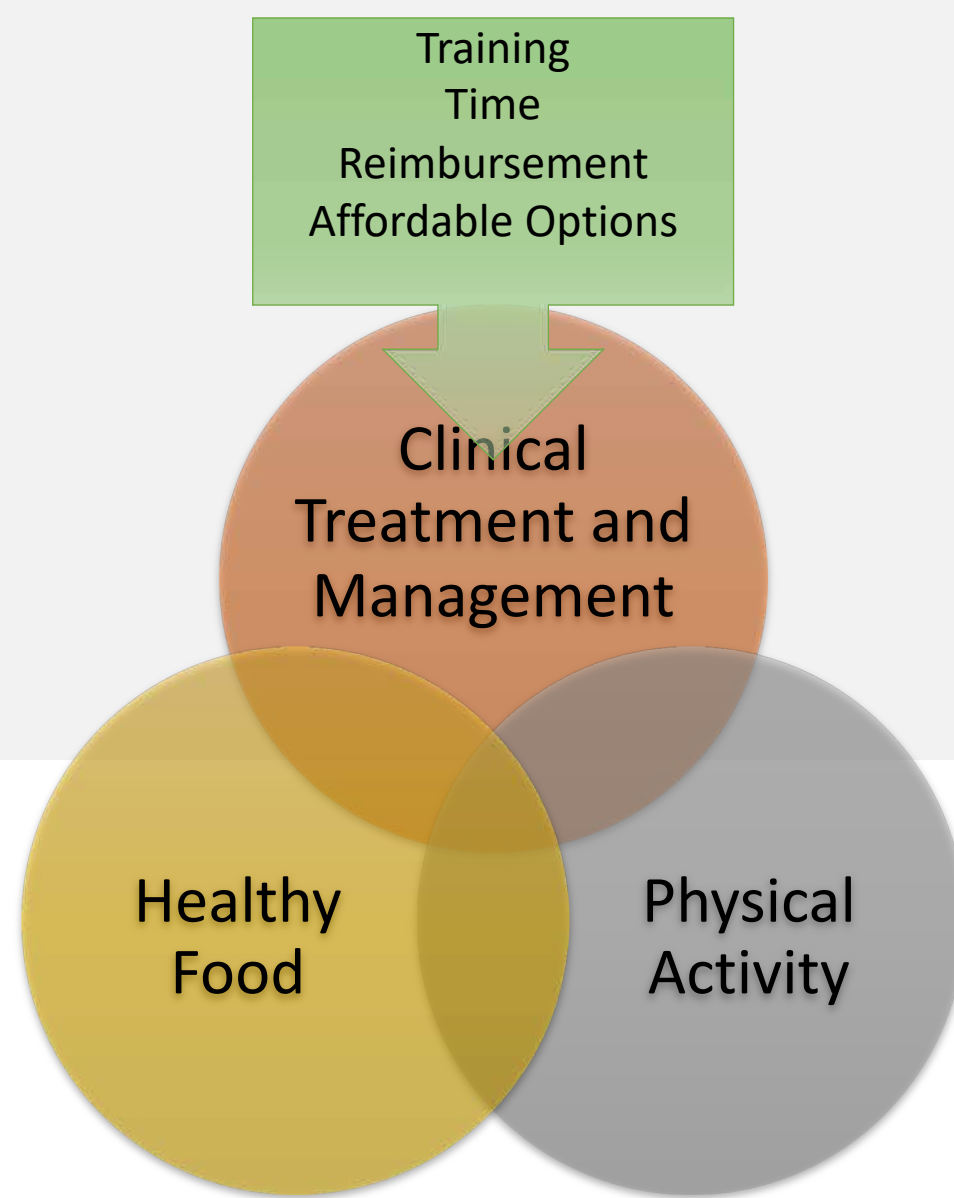 Training
Time
Reimbursement
Affordable Options
Clinical
Treatment and
Management
Healthy
Food
Physical
Activity